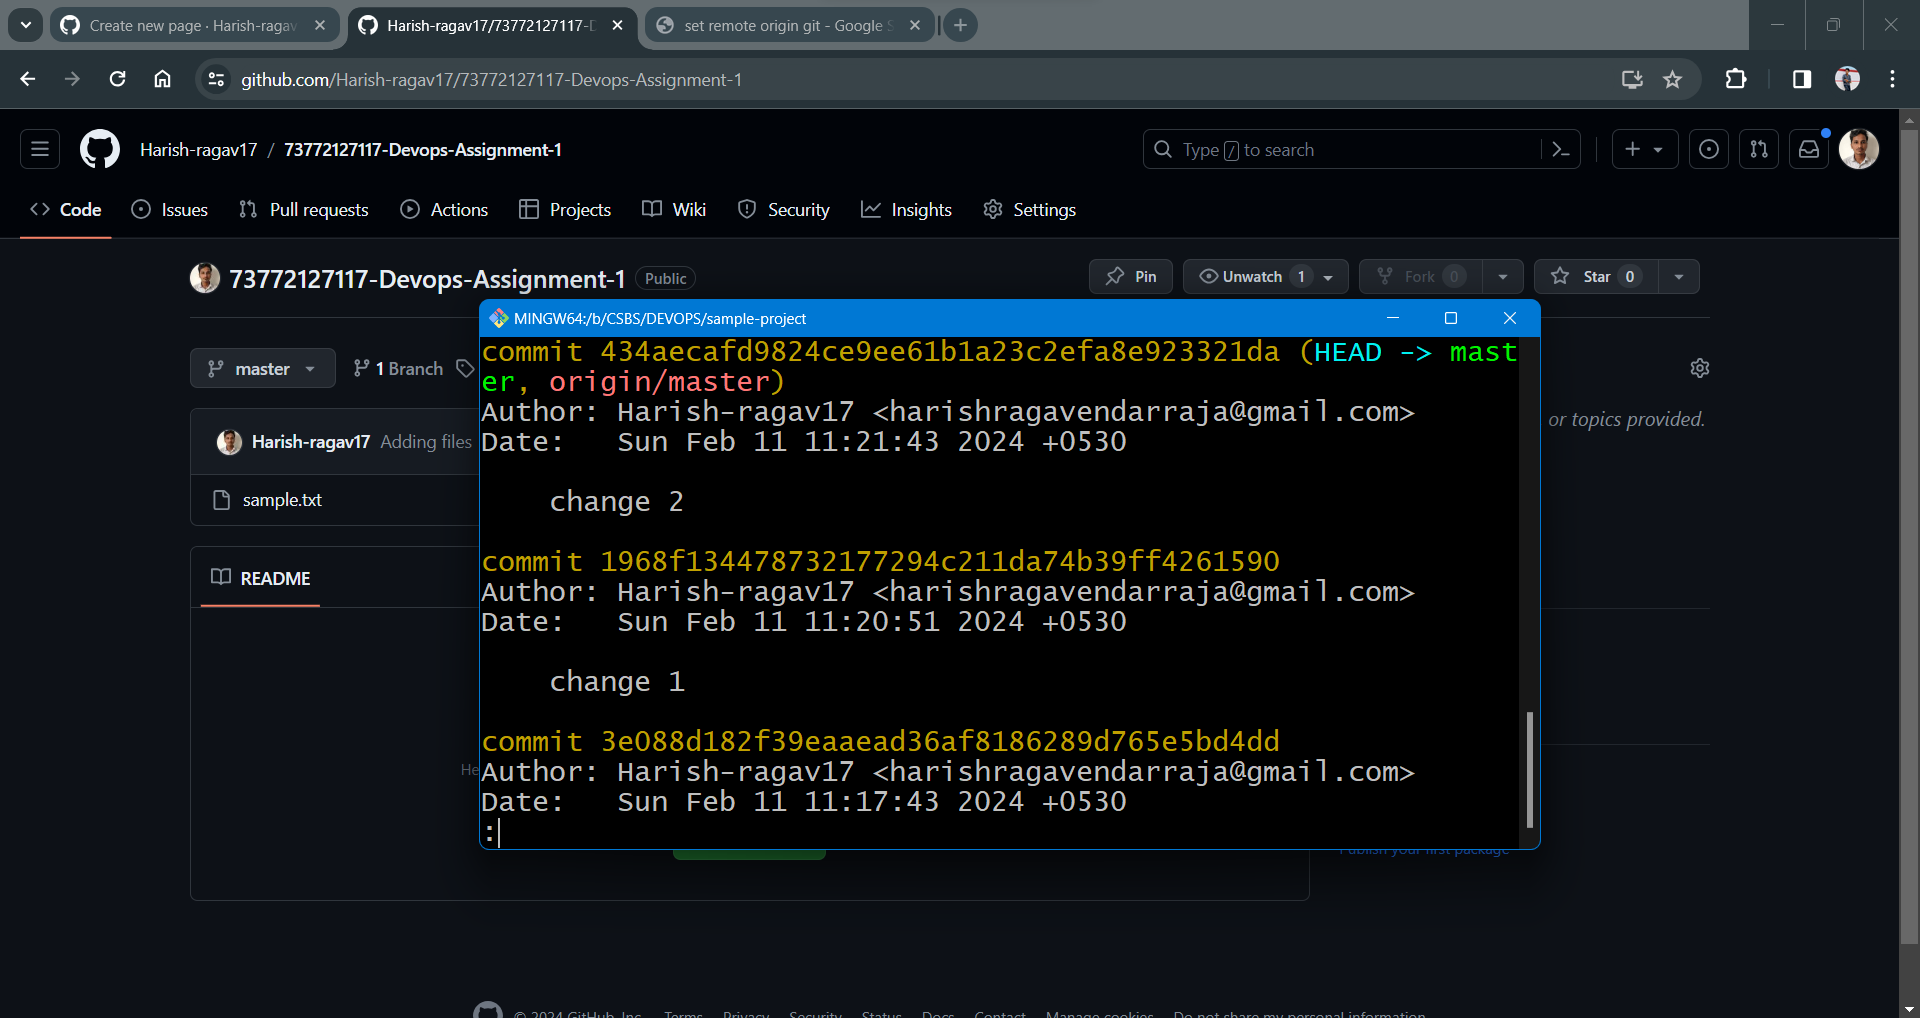 Create new page · Harish-ragav
Harish-ragav17/73772127117-D
set remote origin git - Google S
github.com/Harish-ragav17/73772127117-Devops-Assignment-1
Harish-ragav17 / 73772127117-Devops-Assignment-1
Type / to search
Code Issues Pull requests Actions Projects Wiki Security Insights Settings
73772127117-Devops-Assignment-1 Public
Pin Unwatch 1 Fork 0 Star 0
MINGW64:/b/CSBS/DEVOPS/sample-project
master 1 Branch
or topics provided.
Harish-ragav17 Adding files
sample.txt
README
commit 434aecafd9824ce9ee61b1a23c2efa8e923321da (HEAD -> mast
er, origin/master)
Author: Harish-ragav17 <harishragavendarraja@gmail.com>
Date:   Sun Feb 11 11:21:43 2024 +0530
change 2
commit 1968f134478732177294c211da74b39ff4261590
Author: Harish-ragav17 <harishragavendarraja@gmail.com>
Date:   Sun Feb 11 11:20:51 2024 +0530
change 1
commit 3e088d182f39eaaead36af8186289d765e5bd4dd
He
Author: Harish-ragav17 <harishragavendarraja@gmail.com>
Date:   Sun Feb 11 11:17:43 2024 +0530
:
Publish your first package
© 2024 GitHub, Inc. Terms Privacy Security Status Docs Contact Manage cookies Do not share my personal information